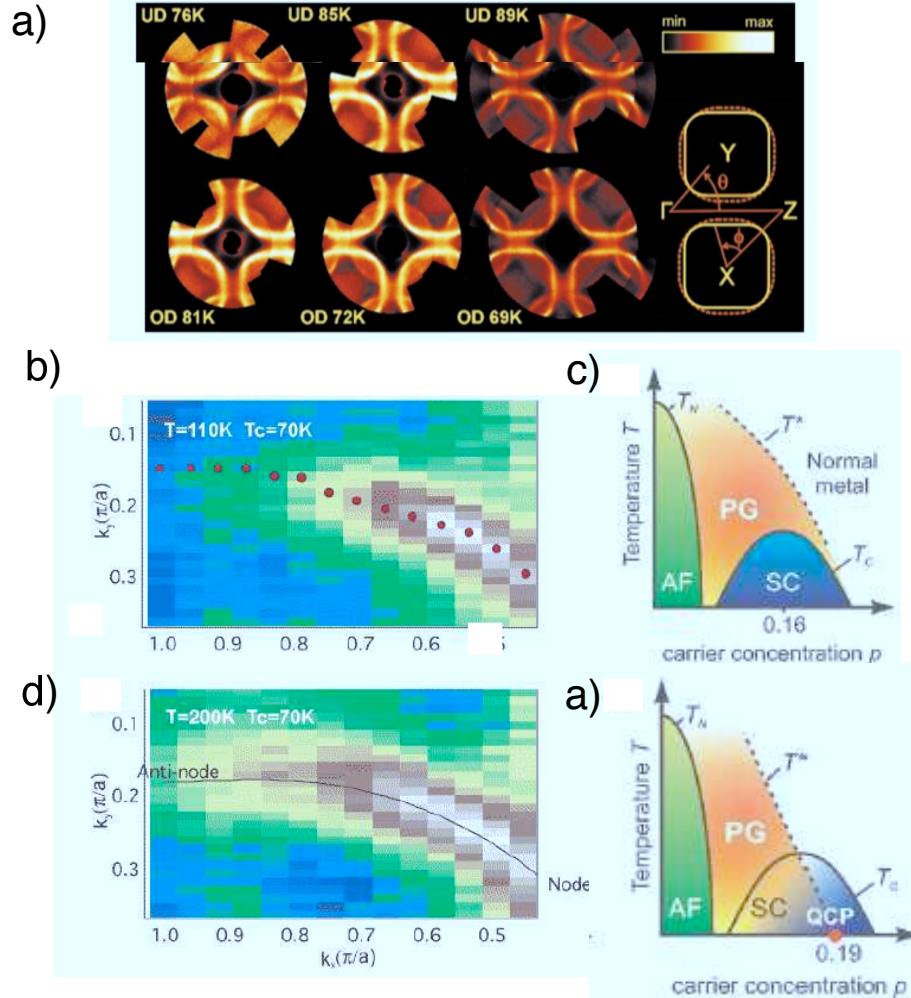 a)
UD 76K UD 85K UD 89K
min max
Y
θ
Γ Z
ϕ
X
OD 81K OD 72K OD 69K
b)
T=110K Tc=70K
0.1
0.2
0.3
ky(π/a)
1.0 0.9 0.8 0.7 0.6
c)
Temperature T
TN
T*
Normal
metal
PG
AF
SC
Tc
0.16
carrier concentration p
d)
T=200K Tc=70K
0.1
Anti-node
0.2
0.3
ky(π/a)
Node
1.0 0.9 0.8 0.7 0.6 0.5
kx(π/a)
a)
Temperature T
TN
T*
PG
AF
SC
QCP
Tc
0.19
carrier concentration p